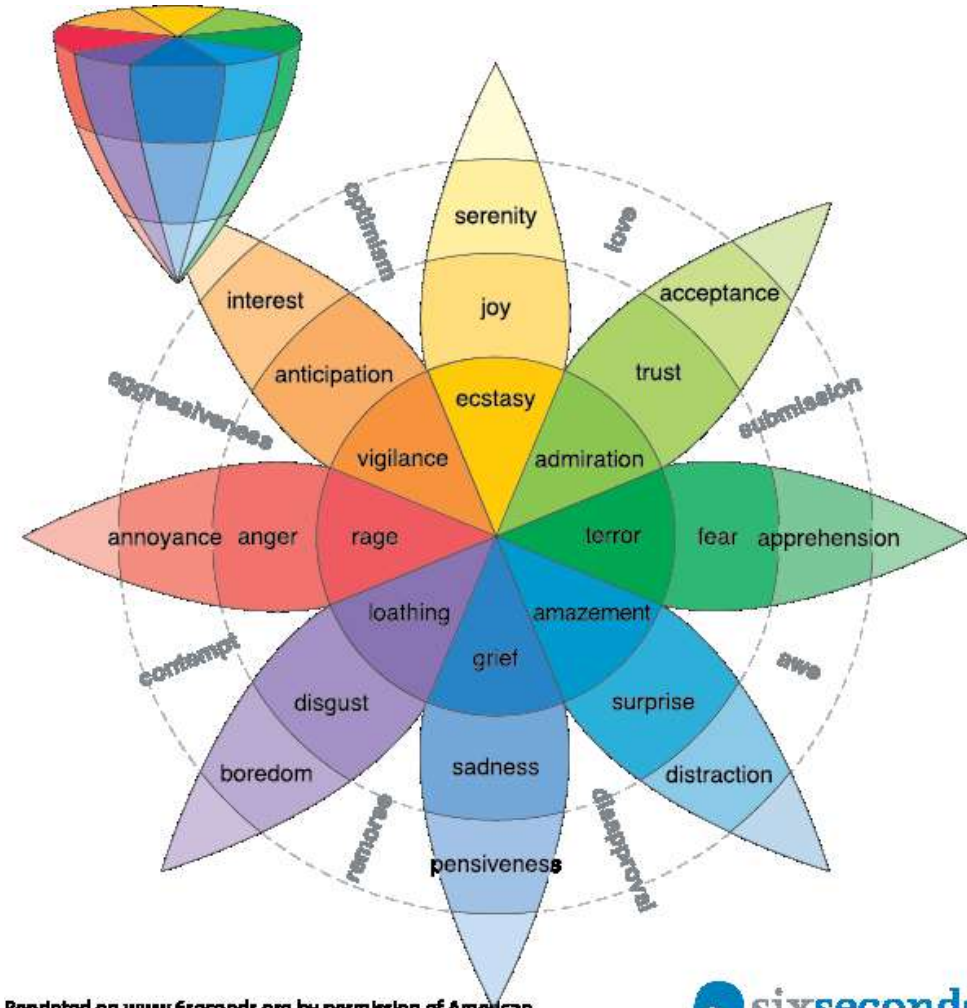 optimism
serenity
love
interest
acceptance
joy
anticipation
trust
aggressiveness
ecstasy
submission
vigilance
admiration
annoyance anger rage terror fear apprehension
loathing
amazement
contempt
grief
awe
disgust
surprise
boredom
sadness
distraction
remorse
disapproval
pensiveness
Reprinted on www.6seconds.org by permission of American
sixsecond